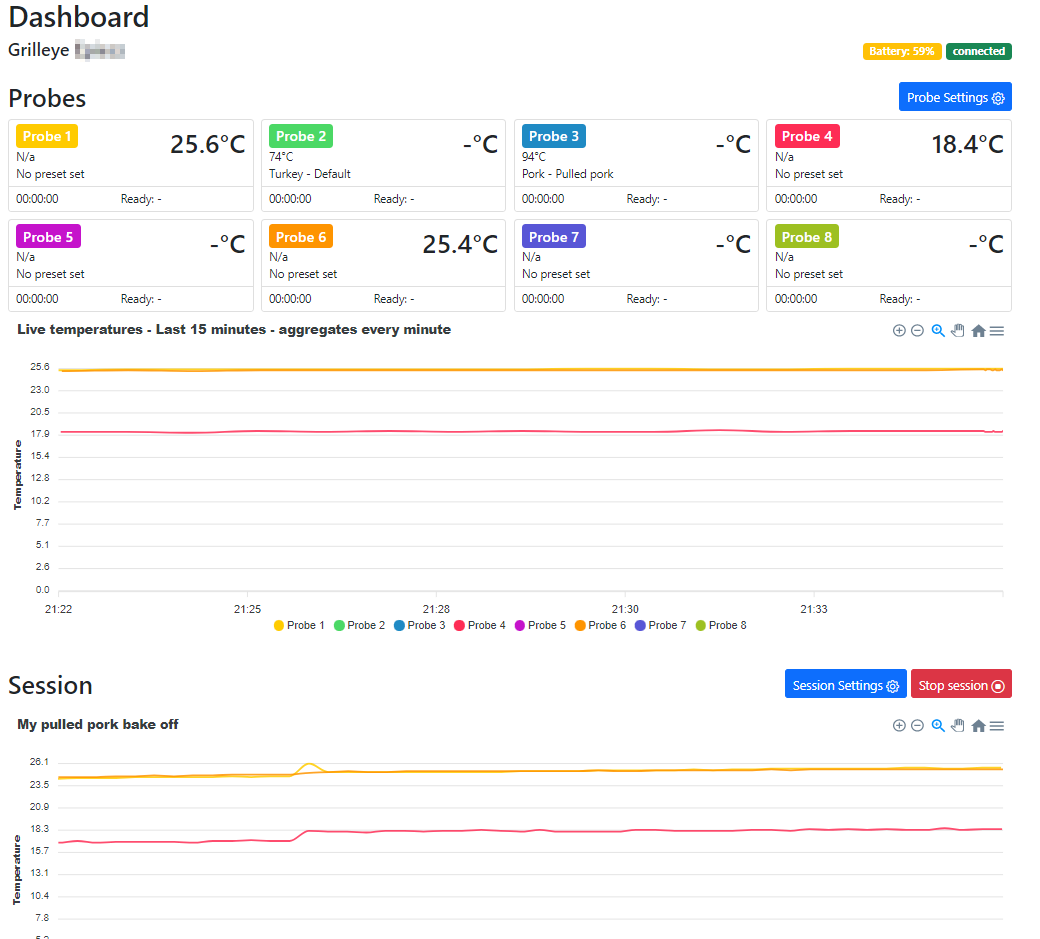 Dashboard
Grilleye
Battery: 59% connected
Probes
Probe Settings
Probe 1 25.6°C
N/a
No preset set
00:00:00 Ready: -
Probe 2 -°C
74°C
Turkey - Default
00:00:00 Ready: -
Probe 3 -°C
94°C
Pork - Pulled pork
00:00:00 Ready: -
Probe 4 18.4°C
N/a
No preset set
00:00:00 Ready: -
Probe 5 -°C
N/a
No preset set
00:00:00 Ready: -
Probe 6 25.4°C
N/a
No preset set
00:00:00 Ready: -
Probe 7 -°C
N/a
No preset set
00:00:00 Ready: -
Probe 8 -°C
N/a
No preset set
00:00:00 Ready: -
Live temperatures - Last 15 minutes - aggregates every minute
Temperature
25.6
23.0
20.5
17.9
15.4
12.8
10.2
7.7
5.1
2.6
0.0
21:22 21:25 21:28 21:30 21:33
Probe 1 Probe 2 Probe 3 Probe 4 Probe 5 Probe 6 Probe 7 Probe 8
Session
Session Settings Stop session
My pulled pork bake off
Temperature
26.1
23.5
20.9
18.3
15.7
13.1
10.4
7.8